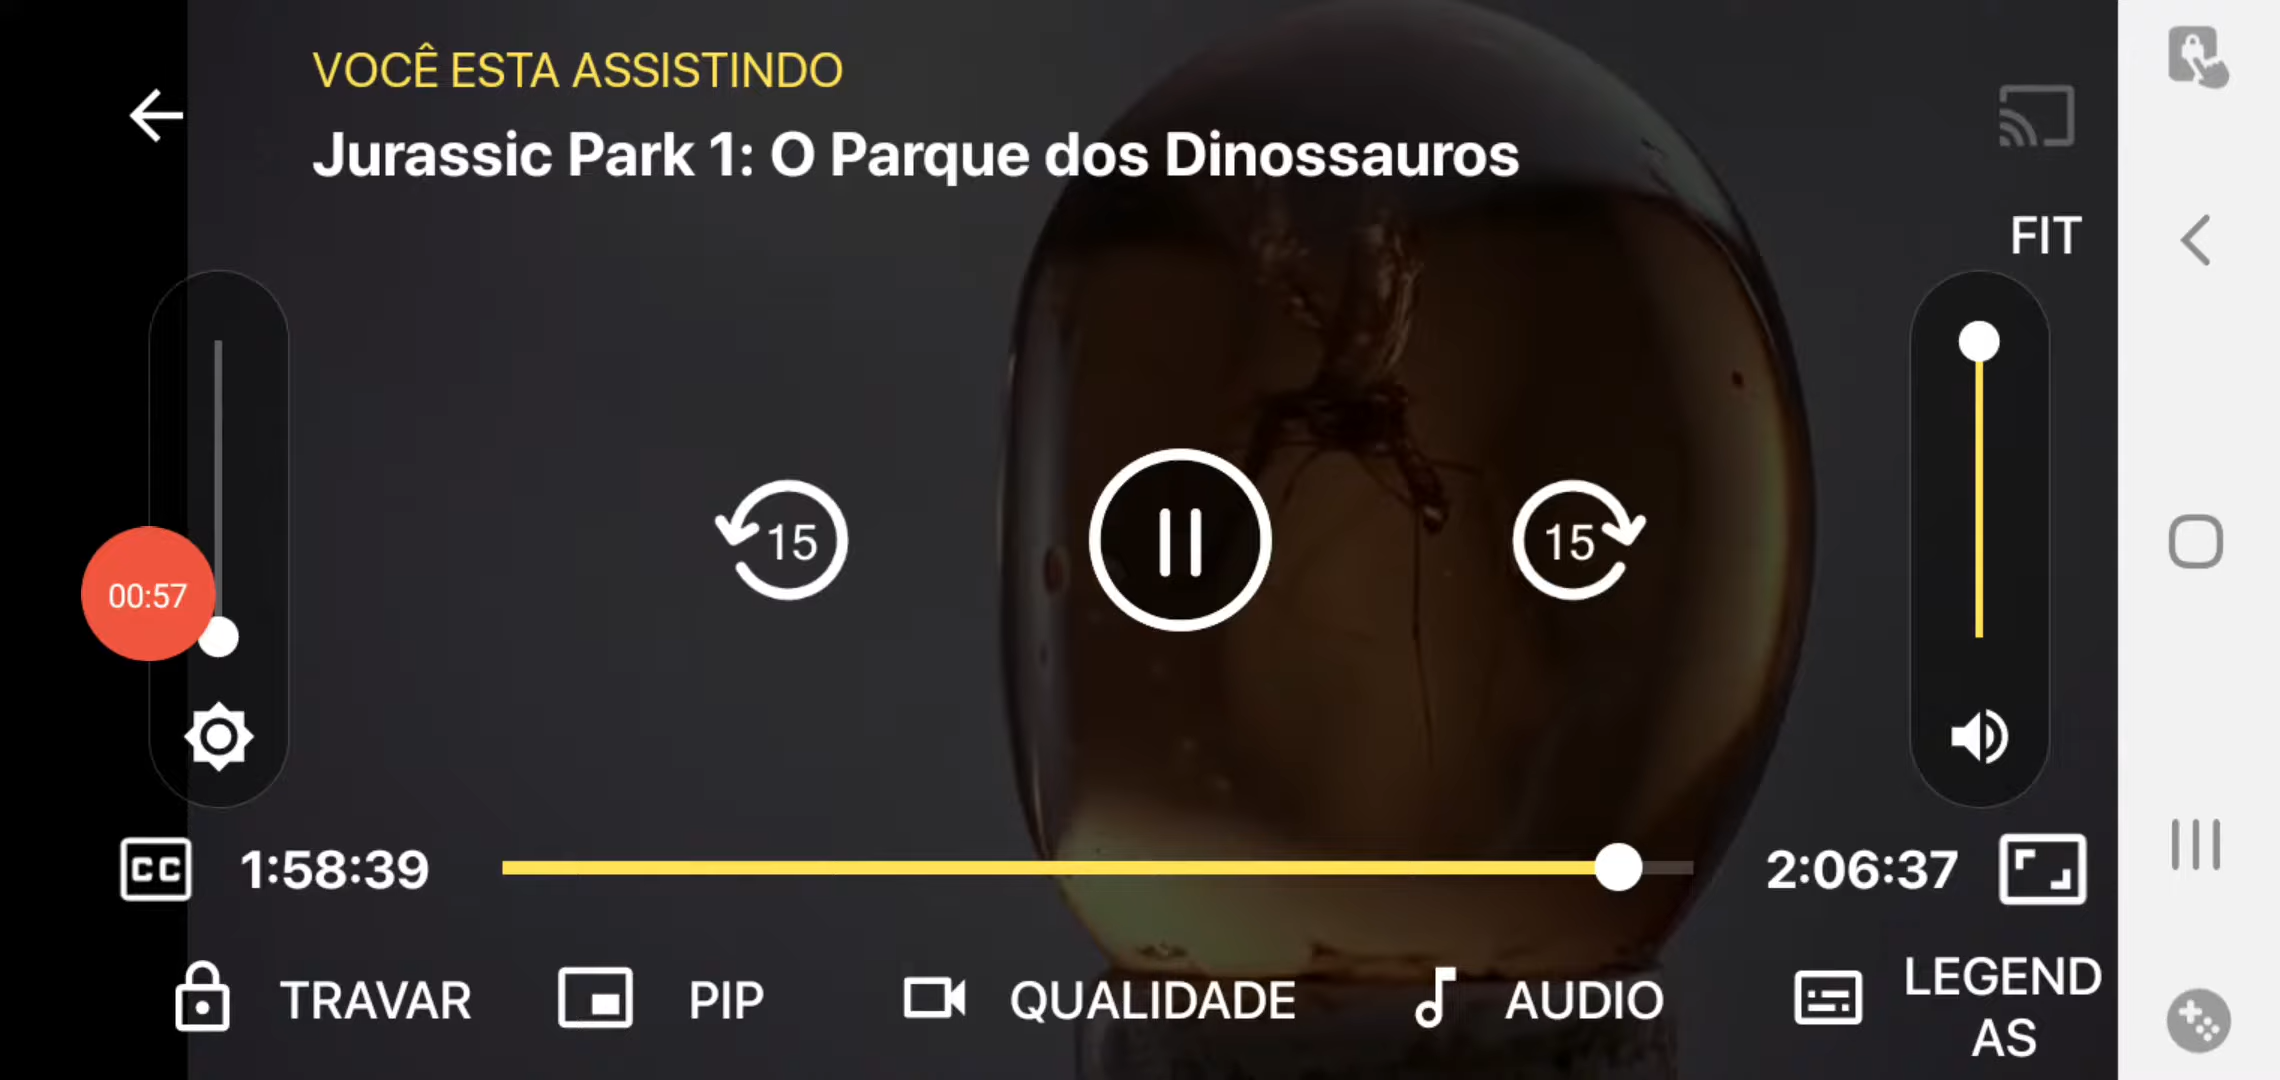 VOCÊ ESTA ASSISTINDO
Jurassic Park 1: O Parque dos Dinossauros
FIT
15
15
00:57
CC
1:58:39
2:06:37
TRAVAR
PIP
QUALIDADE
AUDIO
LEGEND
AS